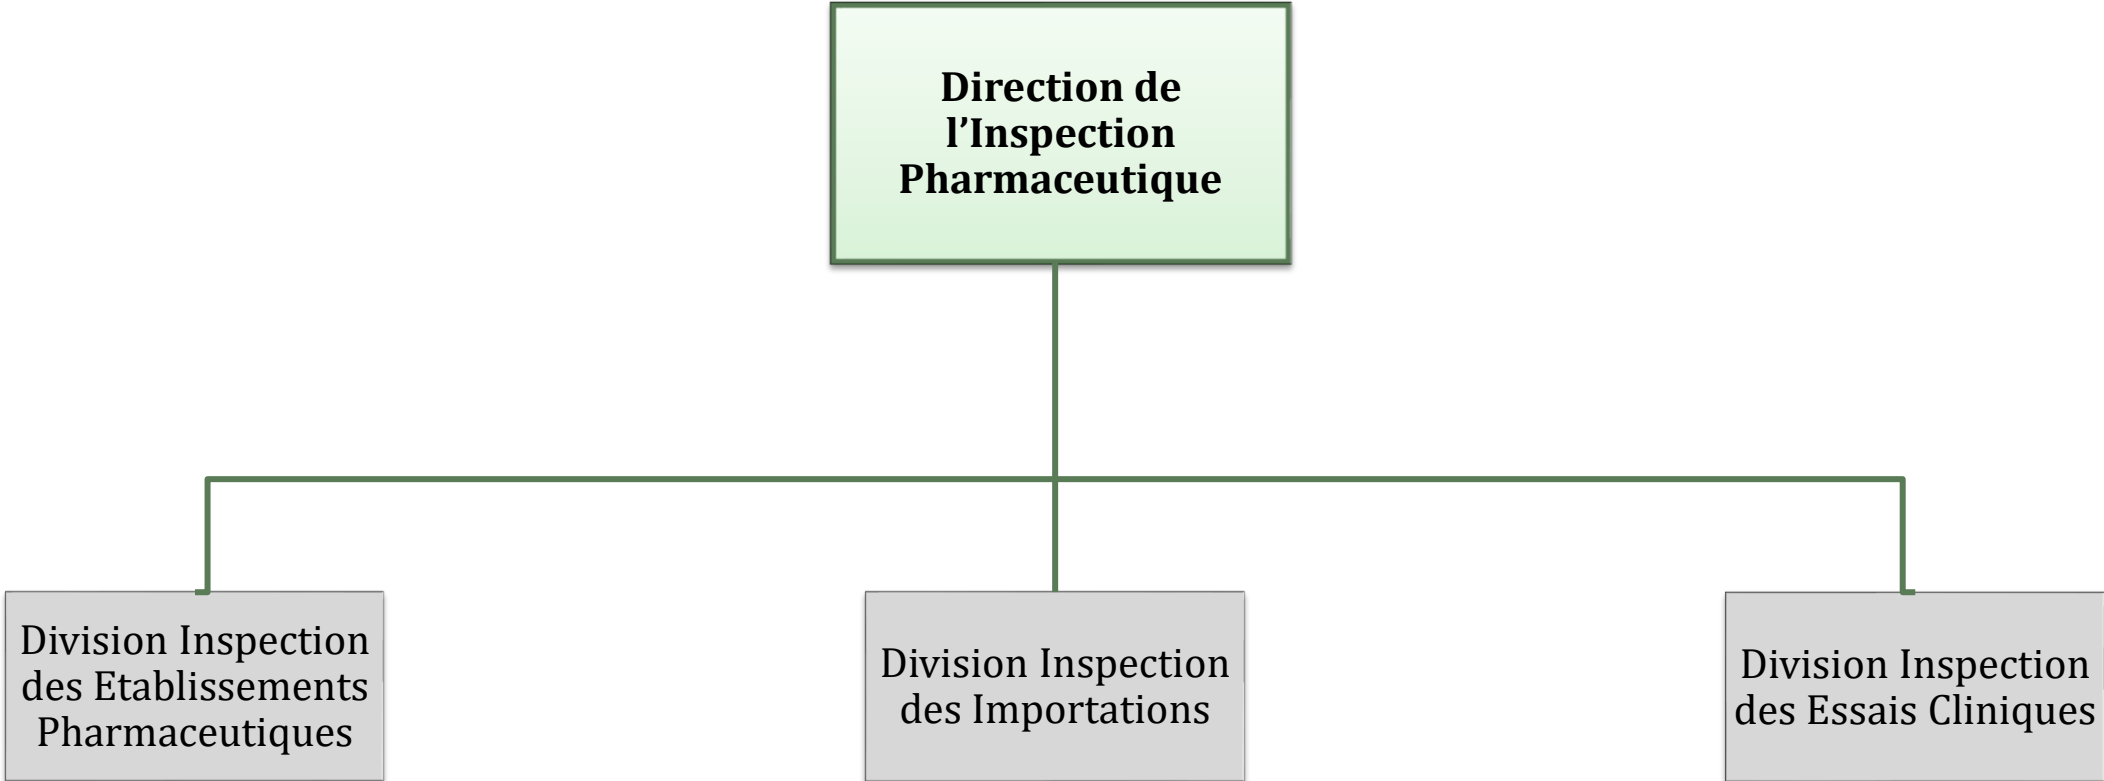 Direction de
l’Inspection
Pharmaceutique
Division Inspection
des Etablissements
Pharmaceutiques
Division Inspection
des Importations
Division Inspection
des Essais Cliniques